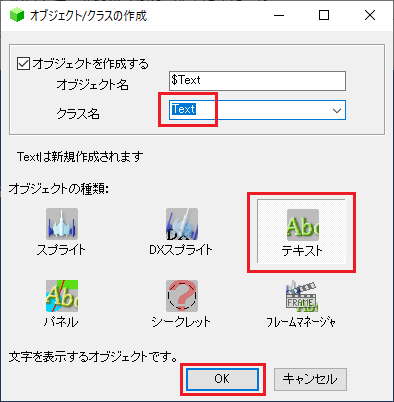 オブジェクト/クラスの作成
オブジェクトを作成する
オブジェクト名 $Text
クラス名 Text
Textは新規作成されます
オブジェクトの種類:
スプライト DXスプライト テキスト
パネル シークレット フレームマネージャ
文字を表示するオブジェクトです。
OK キャンセル